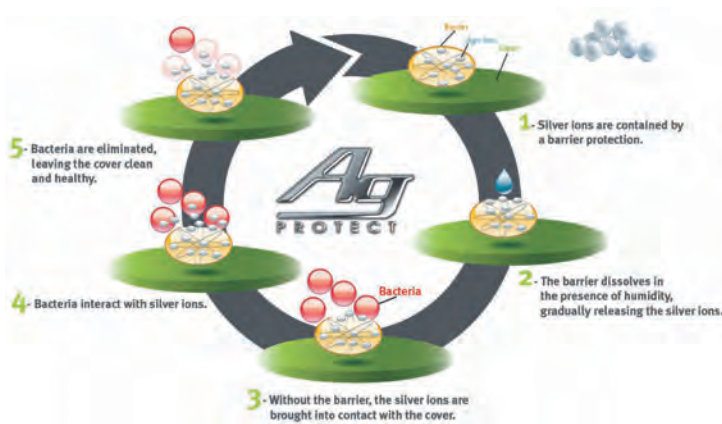 Barrier
Cover
1- Silver ions are contained by
a barrier protection.
5- Bacteria are eliminated,
leaving the cover clean
and healthy.
Ag
PROTECT
2- The barrier dissolves in
the presence of humidity,
gradually releasing the silver ions.
Bacteria
4- Bacteria interact with silver ions.
3- Without the barrier, the silver ions are
brought into contact with the cover.